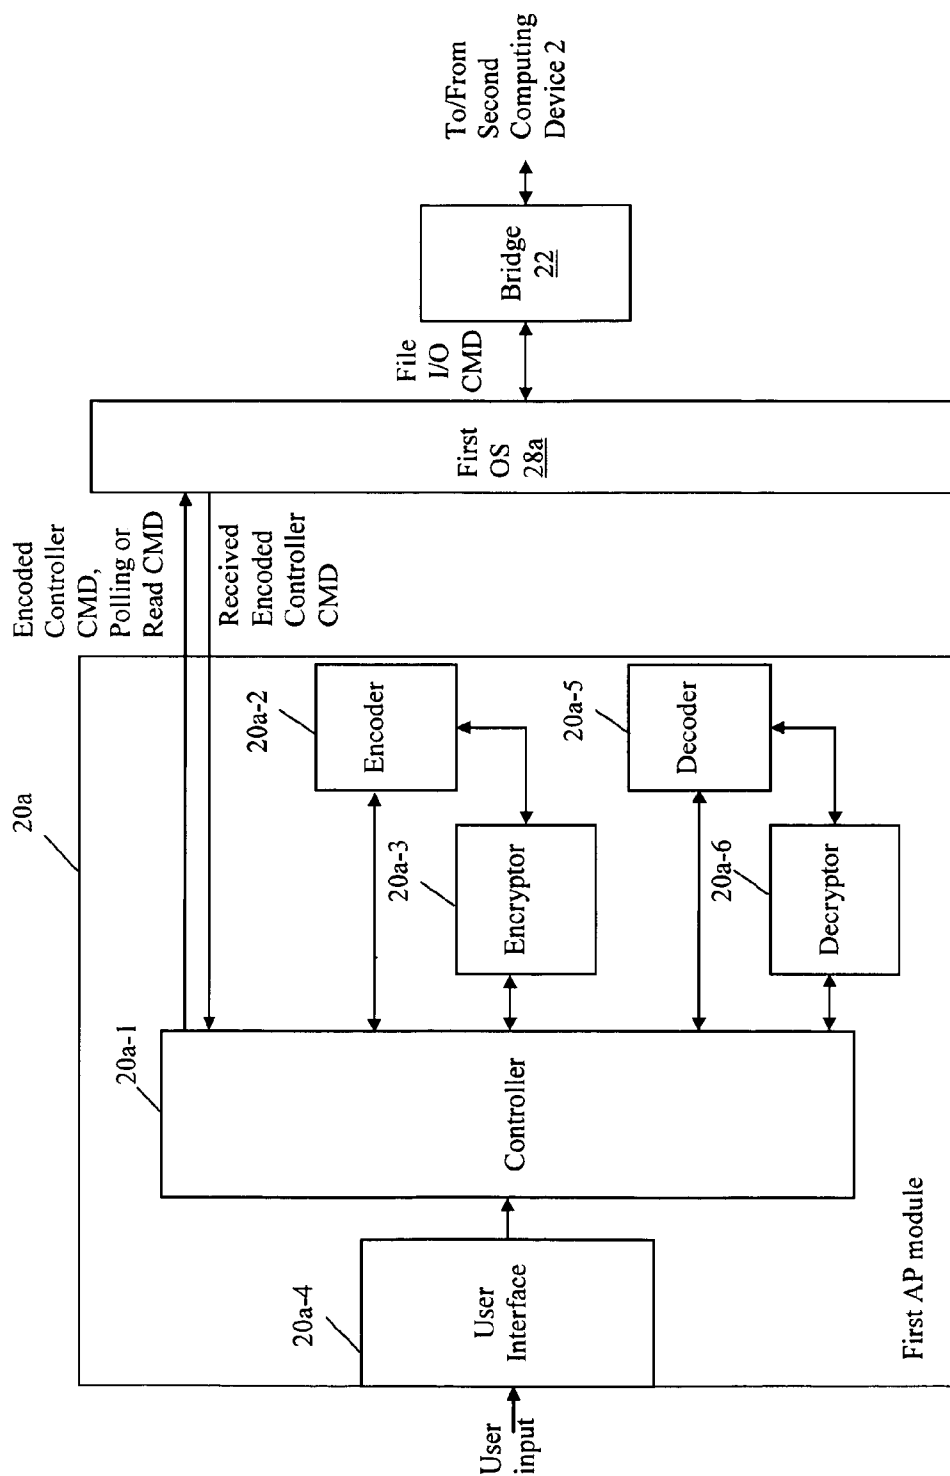 20a
Encoded
Controller
CMD,
Polling or
Read CMD
Received
Encoded
Controller
CMD
To/From
Second
Computing
Device 2
File
I/O
CMD
Bridge
22
First
OS
28a
20a-1
20a-2
Encoder
20a-3
Encryptor
20a-4
User
Interface
Controller
20a-5
Decoder
20a-6
Decryptor
User
input
First AP module